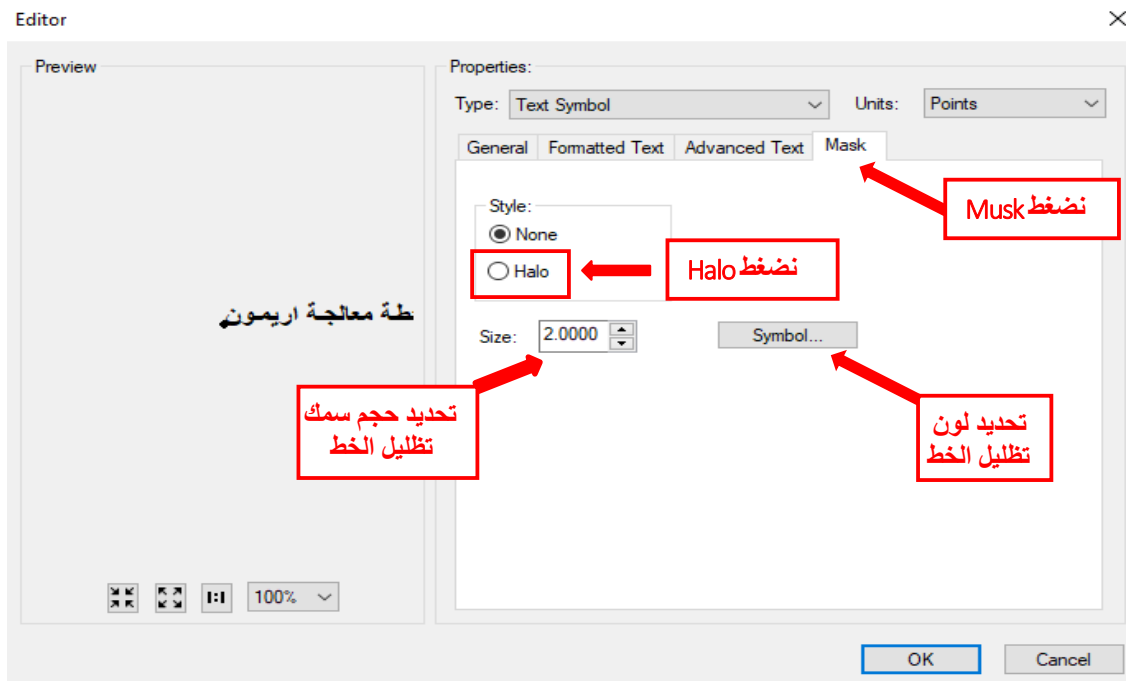 Editor
Preview
Properties:
Type: Text Symbol Units: Points
General Formatted Text Advanced Text Mask
نضغط Musk
Style:
None
Halo
نضغط Halo
طة معالجة اريمون
Size: 2.0000 Symbol...
تحديد حجم سمك
تظليل الخط
تحديد لون
تظليل الخط
1:1 100%
OK Cancel